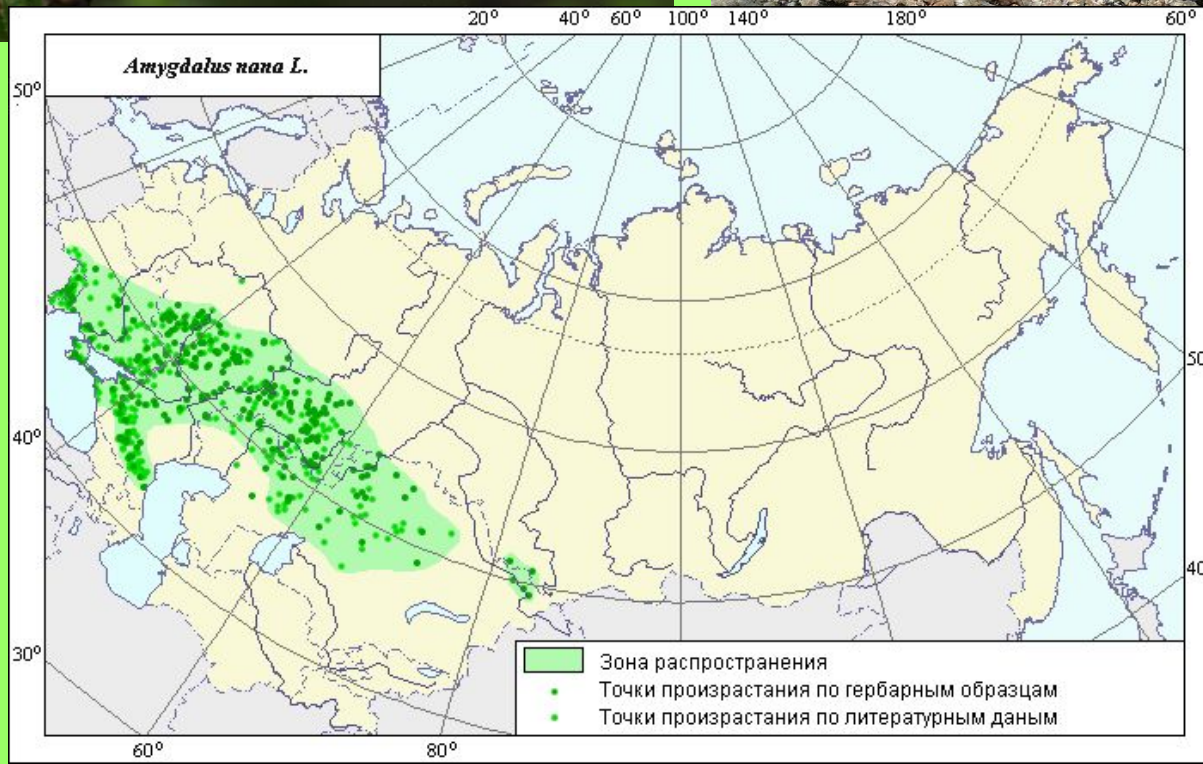 20° 40° 60° 100° 140° 180° 60°
Amygdalus nana L.
50°
50
40°
40
30°
Зона распространения
Точки произрастания по гербарным образцам
Точки произрастания по литературным даным
60° 80°